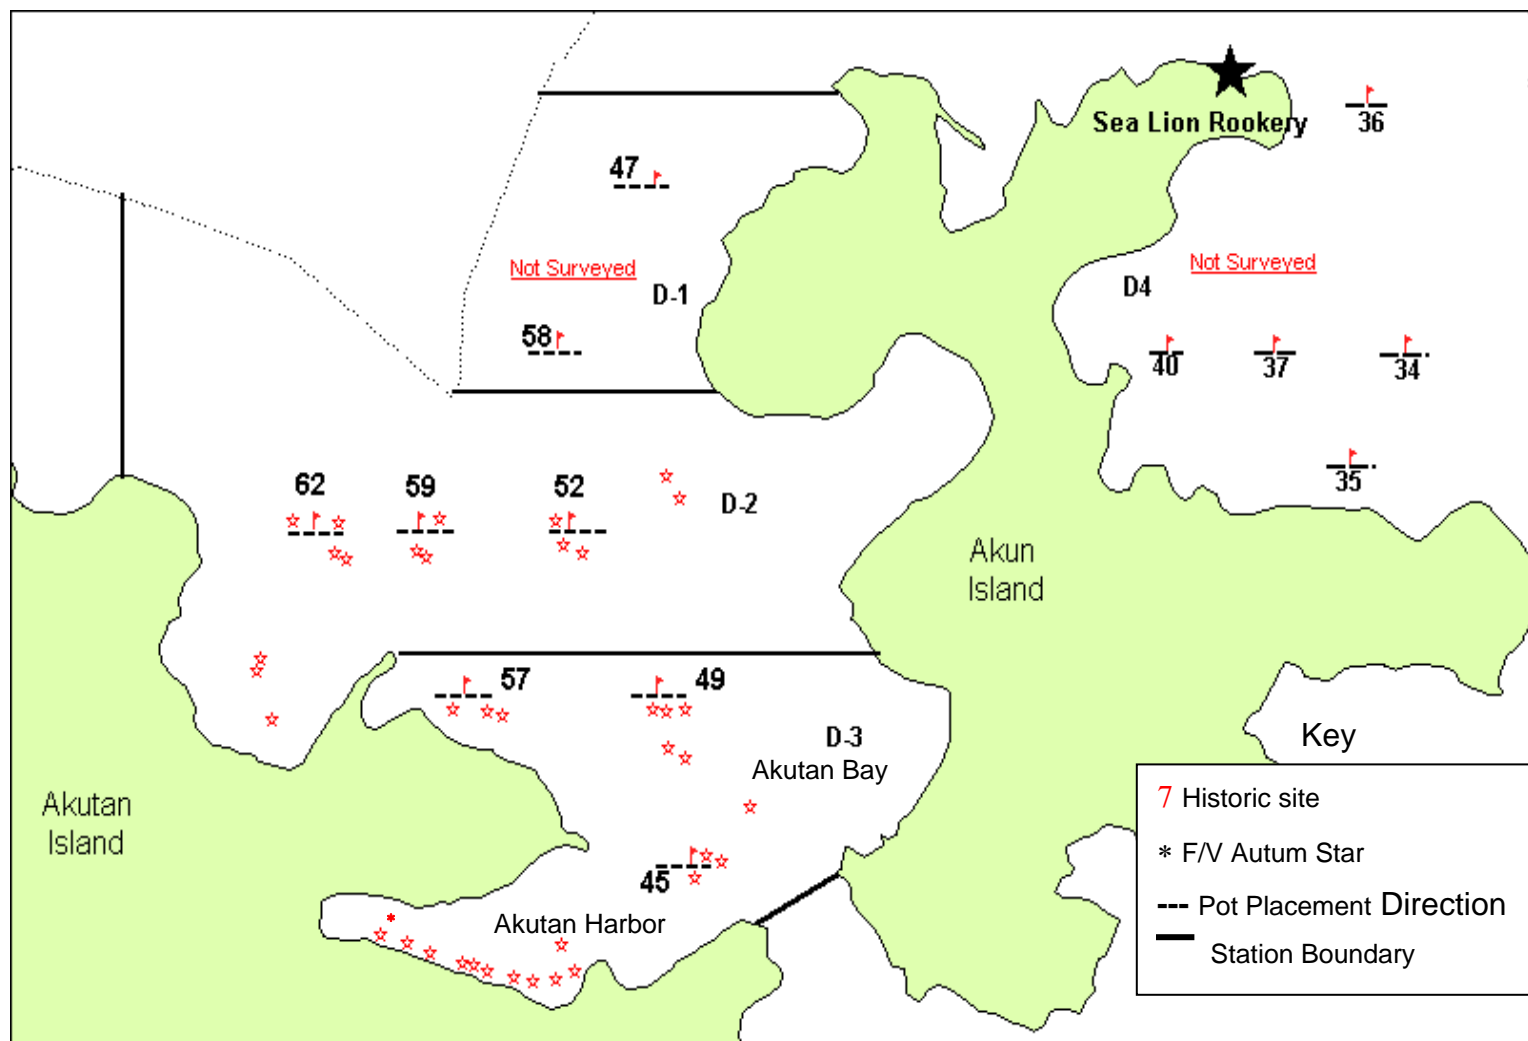 Sea Lion Rookery
36
47
Not Surveyed
D-1
Not Surveyed
D4
58
40
37
34
35
62
59
52
D-2
Akun
Island
57
49
D-3
Akutan Bay
Key
Akutan
Island
7 Historic site
* F/V Autum Star
45
--- Pot Placement Direction
Akutan Harbor
Station Boundary